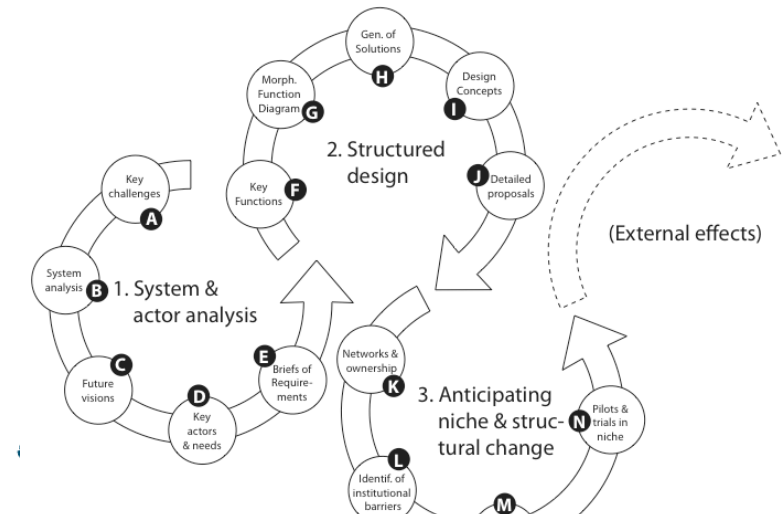 Key
challenges
A
System
analysis
B
1. System &
actor analysis
C
Future
visions
D
Key
actors
& needs
E
Briefs of
Require-
ments
Key
Functions
F
Morph.
Function
Diagram
G
Gen. of
Solutions
H
Design
Concepts
I
2. Structured
design
J
Detailed
proposals
Networks &
ownership
K
3. Anticipating
niche & struc-
tural change
L
Identif. of
institutional
barriers
M
N
Pilots &
trials in
niche
(External effects)